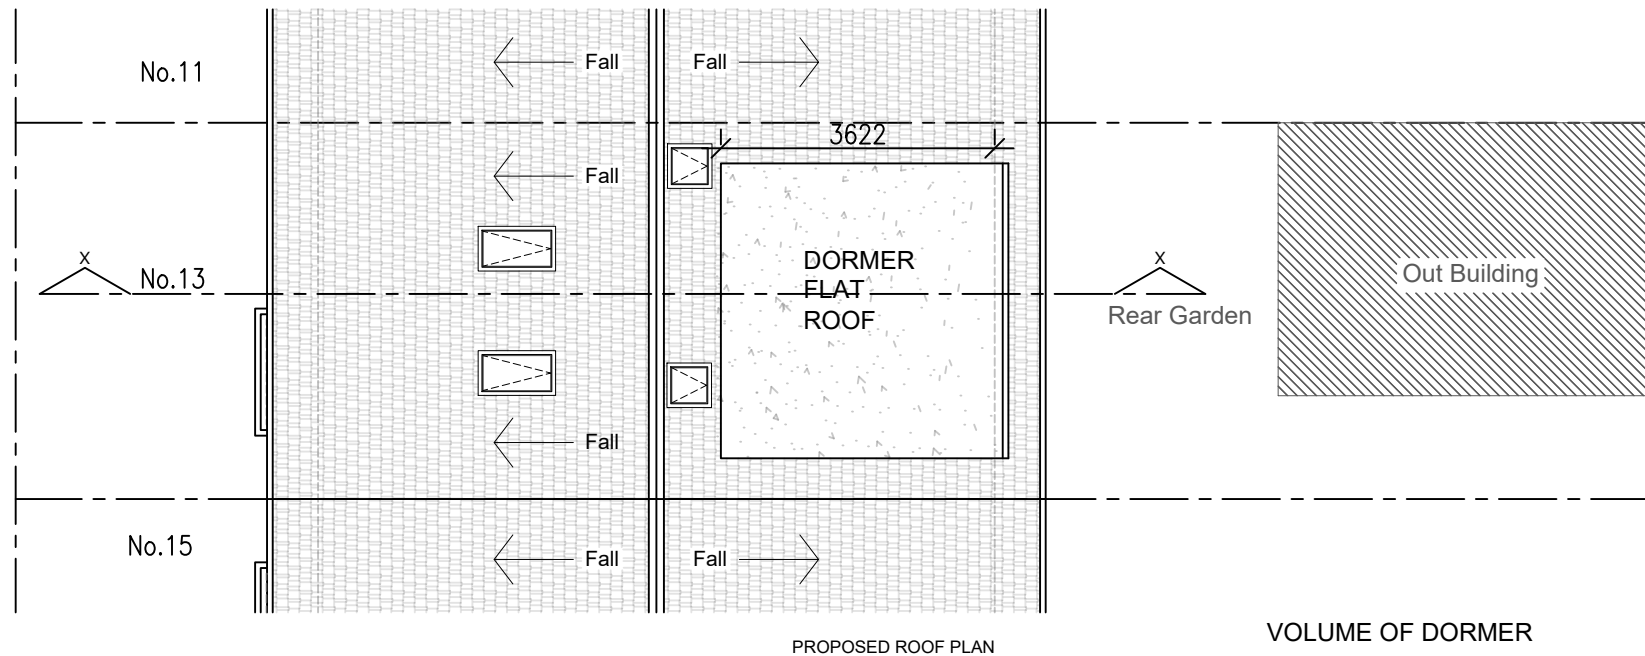 Fall
Fall
No.11
3622
Fall
DORMER
FLAT
ROOF
x
x
No.13
Out Building
Rear Garden
Fall
No.15
Fall
Fall
VOLUME OF DORMER
PROPOSED ROOF PLAN